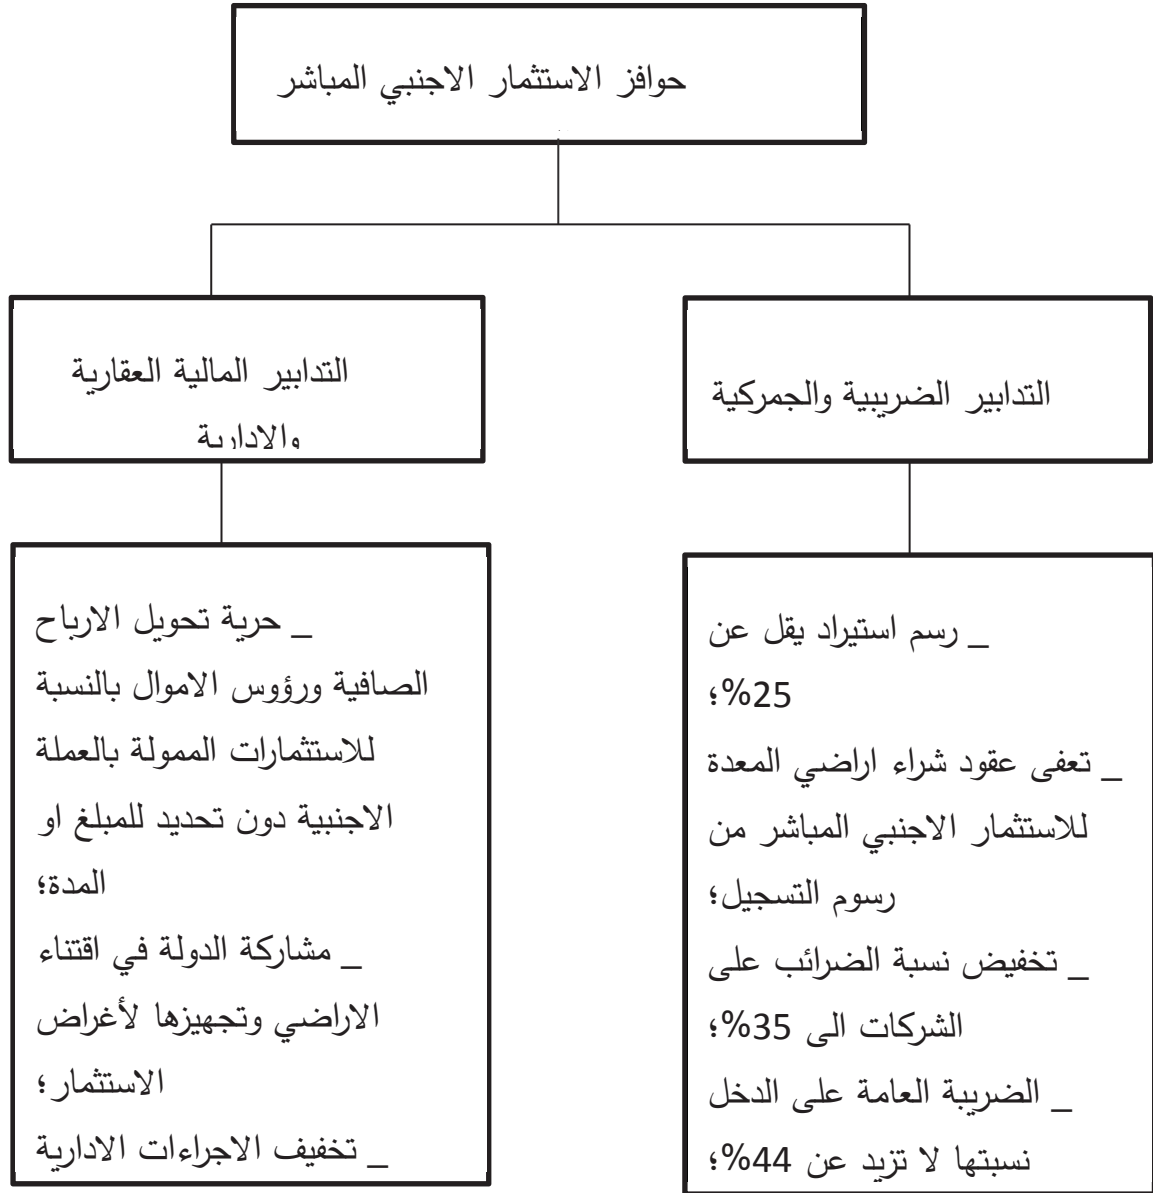 حوافز الاستثمار الاجنبي المباشر
التدابير الضريبية والجمركية
التدابير المالية العقارية
والادارية
_ رسم استيراد يقل عن
25%؛
_ تعفى عقود شراء اراضي المعدة
للاستثمار الاجنبي المباشر من
رسوم التسجيل؛
_ تخفيض نسبة الضرائب على
الشركات الى 35%؛
_ الضريبة العامة على الدخل
نسبتها لا تزيد عن 44%؛
_ حرية تحويل الارباح
الصافية ورؤوس الاموال بالنسبة
للاستثمارات الممولة بالعملة
الاجنبية دون تحديد للمبلغ او
المدة؛
_ مشاركة الدولة في اقتناء
الاراضي وتجهيزها لأغراض
الاستثمار؛
_ تخفيف الاجراءات الادارية